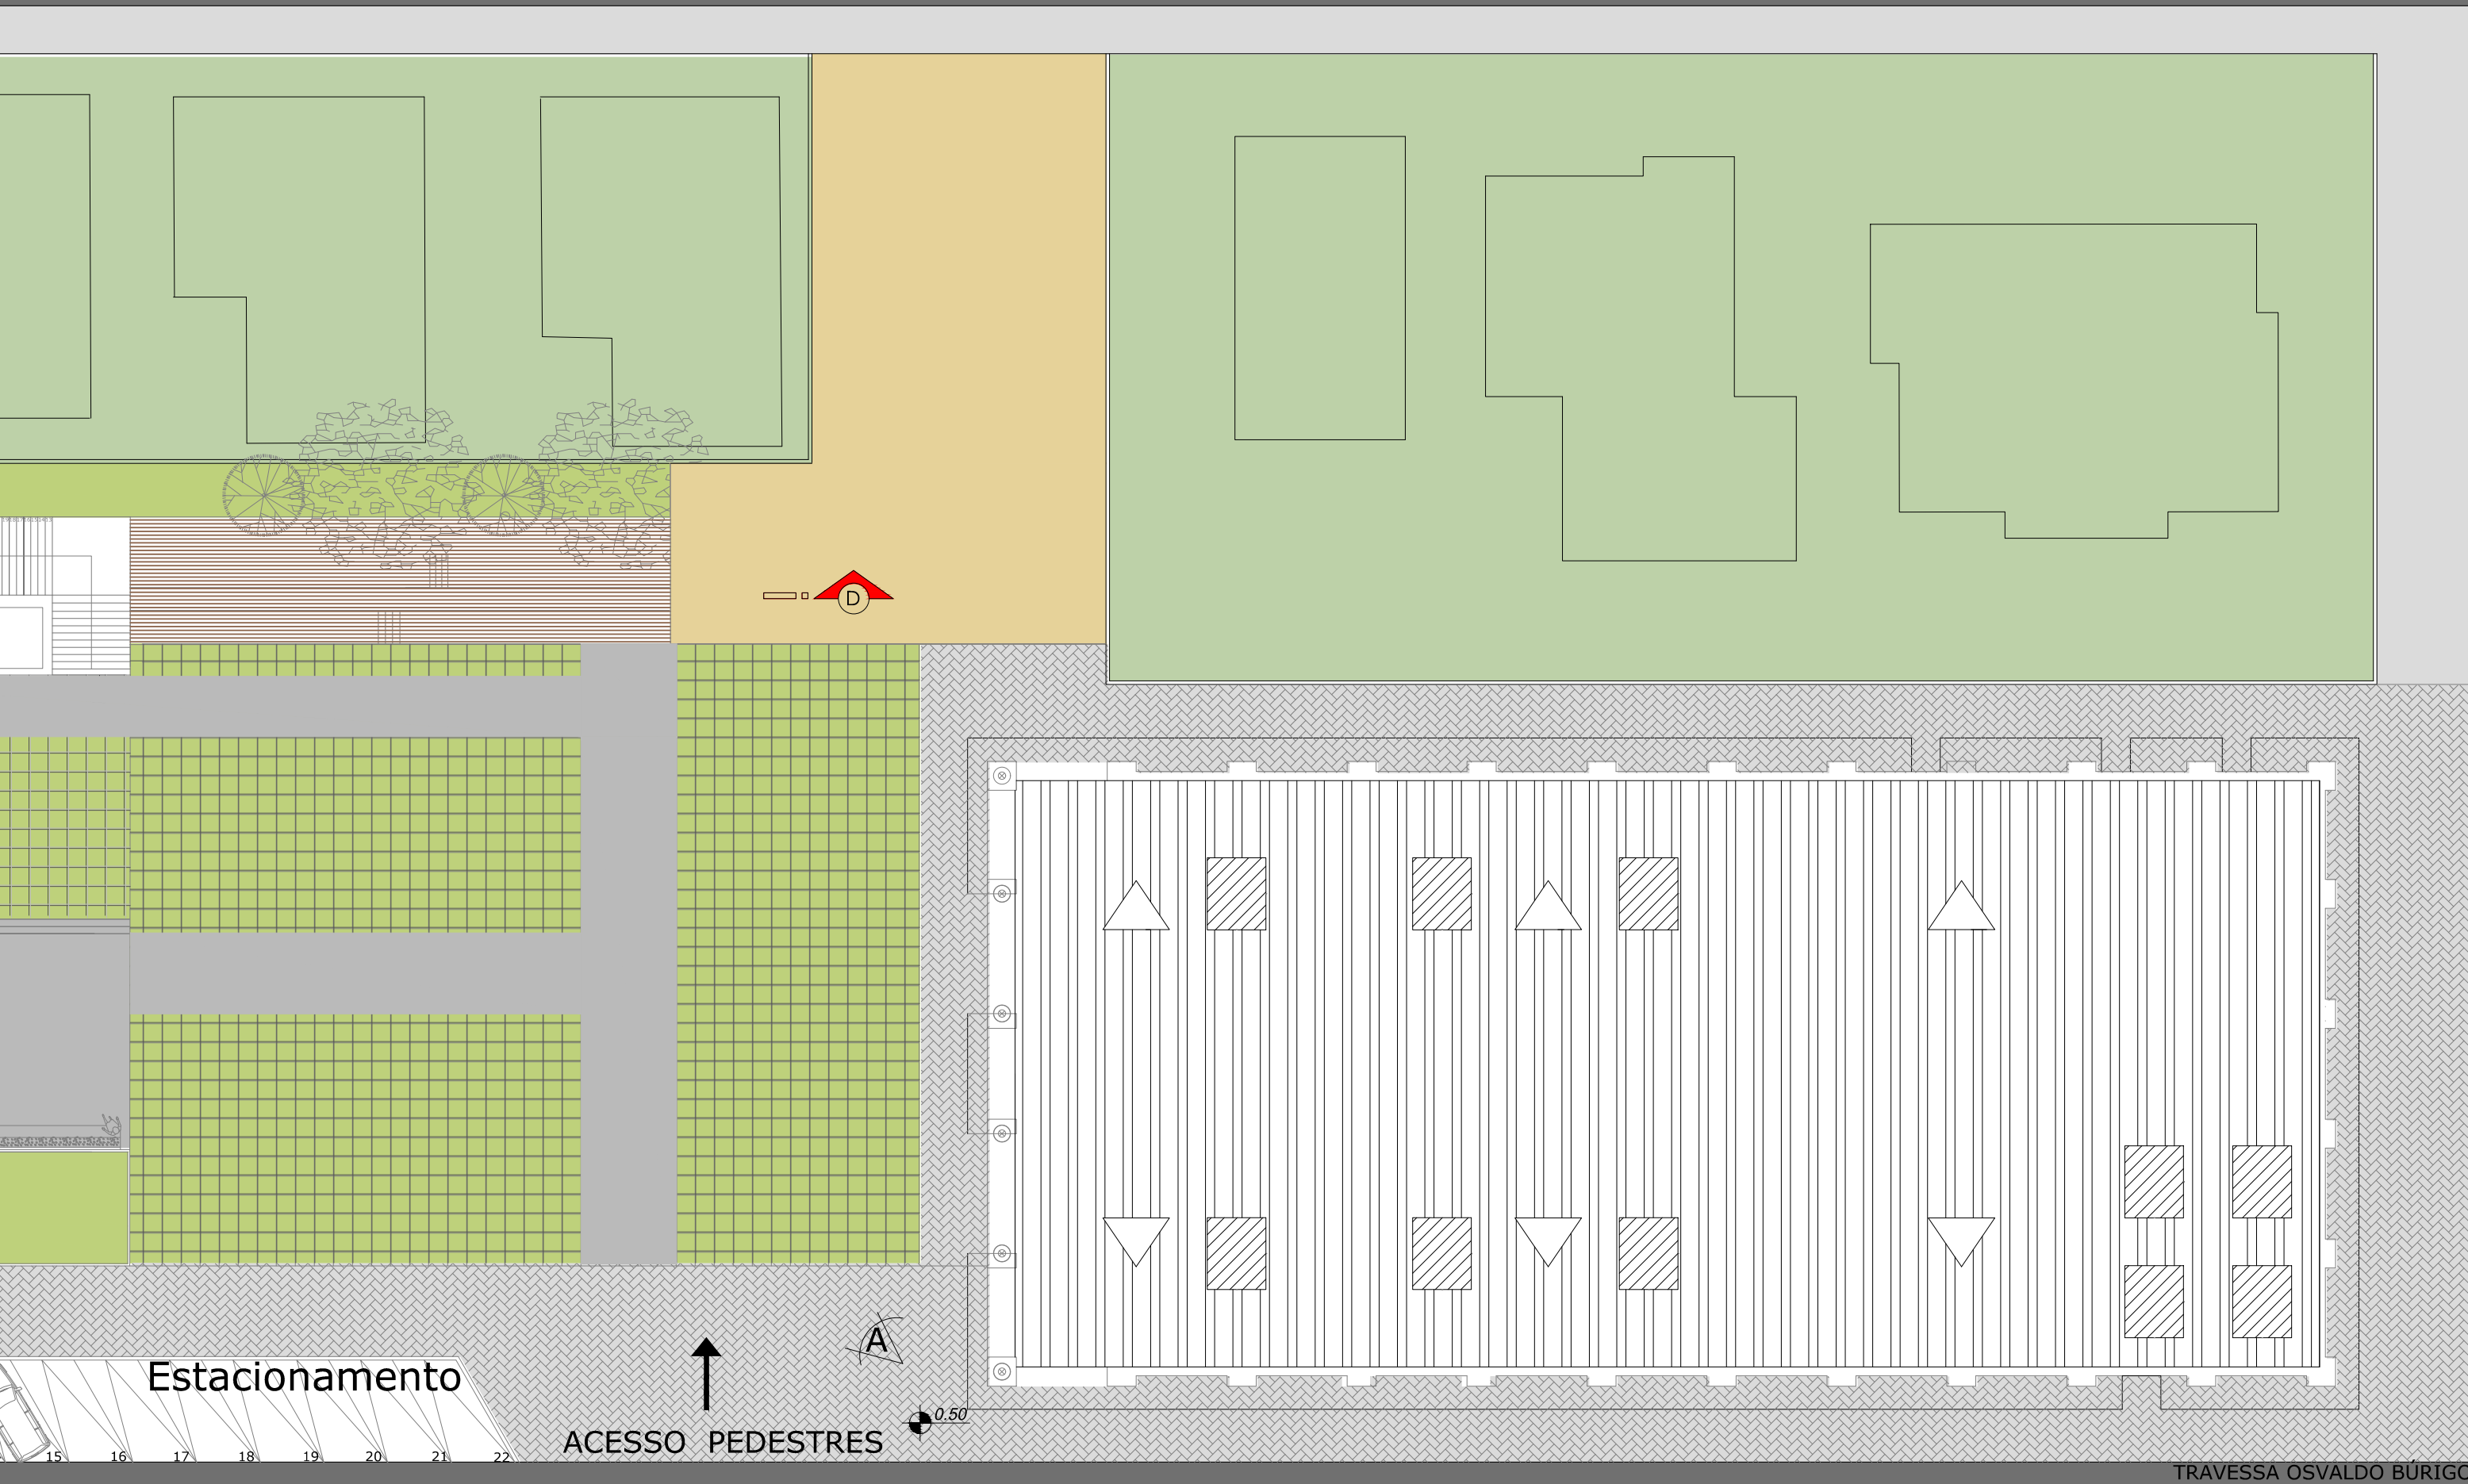 D
A
Estacionamento
0.50
ACESSO PEDESTRES
15 16 17 18 19 20 21 22
TRAVESSA OSVALDO BÚRIGO